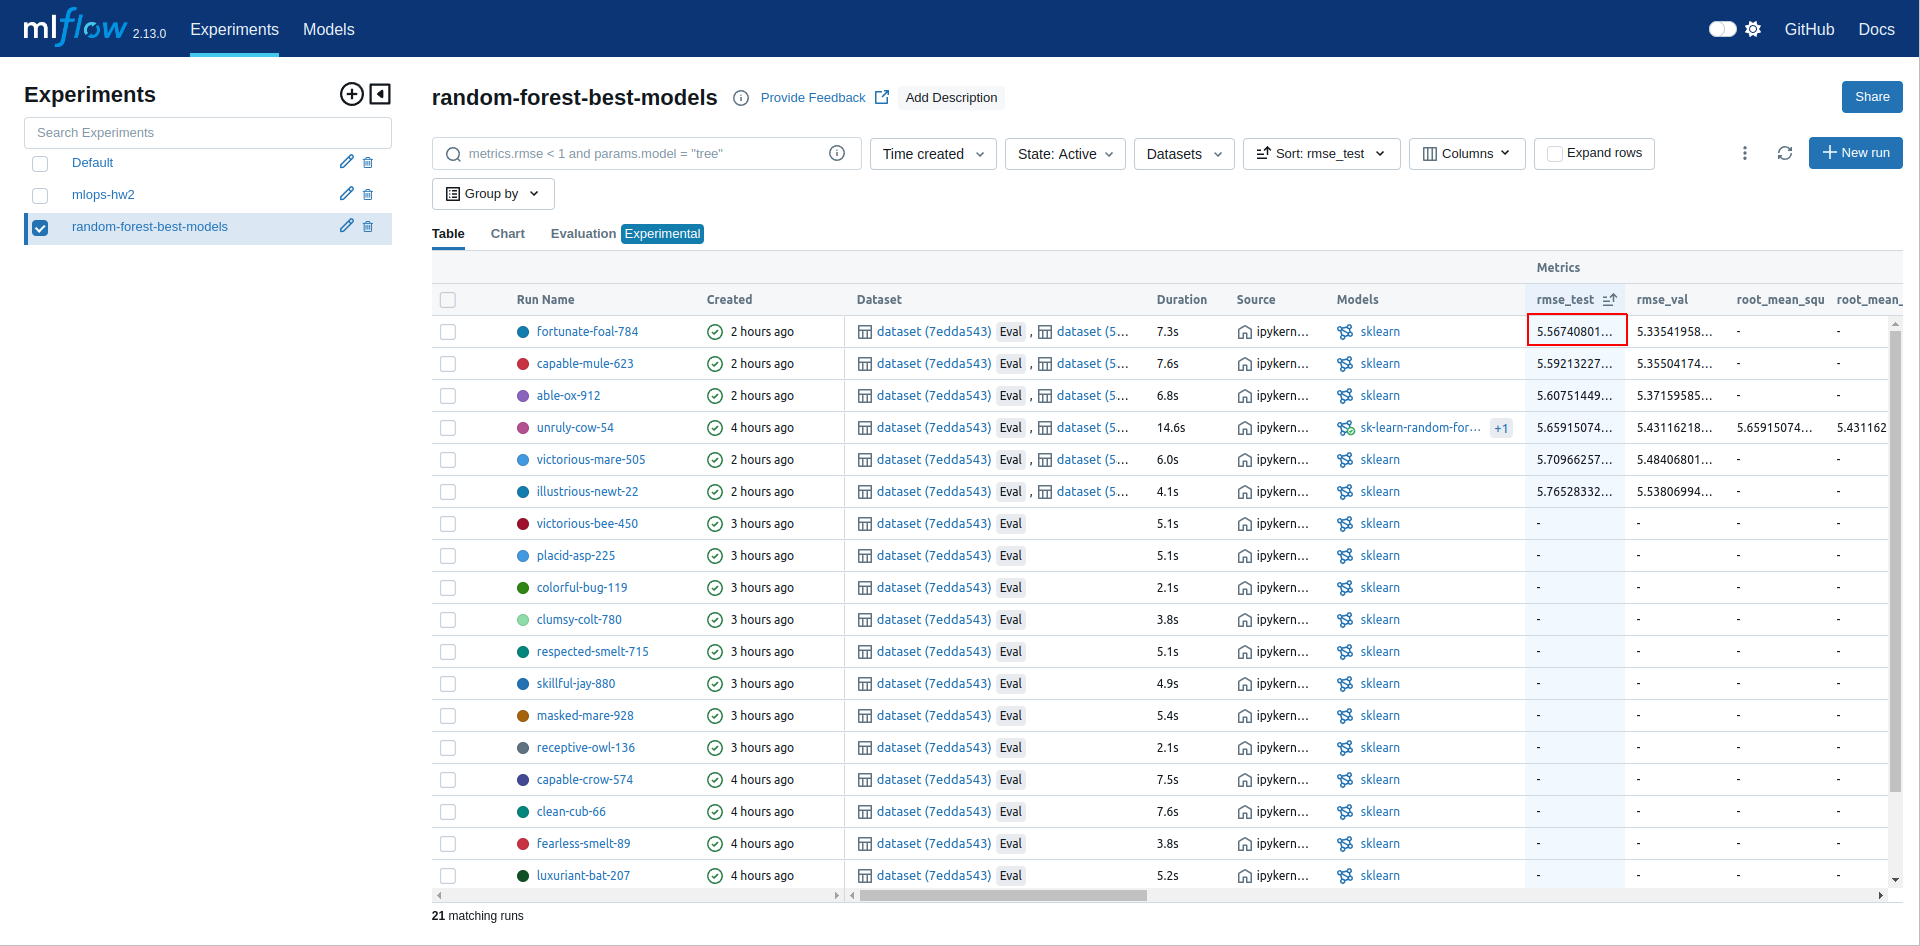 mlflow 2.13.0 Experiments Models GitHub Docs
Experiments
Search Experiments
Default
mlops-hw2
random-forest-best-models
random-forest-best-models Provide Feedback Add Description Share
metrics.rmse < 1 and params.model = "tree" Time created State: Active Datasets Sort: rmse_test Columns Expand rows New run
Group by
Table Chart Evaluation Experimental
Metrics
Run Name Created Dataset Duration Source Models rmse_test rmse_val root_mean_squ root_mean_
fortunate-foal-784 2 hours ago dataset (7edda543) Eval , dataset (5... 7.3s ipykern... sklearn 5.56740801... 5.33541958... - -
capable-mule-623 2 hours ago dataset (7edda543) Eval , dataset (5... 7.6s ipykern... sklearn 5.59213227... 5.35504174... - -
able-ox-912 2 hours ago dataset (7edda543) Eval , dataset (5... 6.8s ipykern... sklearn 5.60751449... 5.37159585... - -
unruly-cow-54 4 hours ago dataset (7edda543) Eval , dataset (5... 14.6s ipykern... sk-learn-random-for... +1 5.65915074... 5.43116218... 5.65915074... 5.431162
victorious-mare-505 2 hours ago dataset (7edda543) Eval , dataset (5... 6.0s ipykern... sklearn 5.70966257... 5.48406801... - -
illustrious-newt-22 2 hours ago dataset (7edda543) Eval , dataset (5... 4.1s ipykern... sklearn 5.76528332... 5.53806994... - -
victorious-bee-450 3 hours ago dataset (7edda543) Eval 5.1s ipykern... sklearn - - - -
placid-asp-225 3 hours ago dataset (7edda543) Eval 5.1s ipykern... sklearn - - - -
colorful-bug-119 3 hours ago dataset (7edda543) Eval 2.1s ipykern... sklearn - - - -
clumsy-colt-780 3 hours ago dataset (7edda543) Eval 3.8s ipykern... sklearn - - - -
respected-smelt-715 3 hours ago dataset (7edda543) Eval 5.1s ipykern... sklearn - - - -
skillful-jay-880 3 hours ago dataset (7edda543) Eval 4.9s ipykern... sklearn - - - -
masked-mare-928 3 hours ago dataset (7edda543) Eval 5.4s ipykern... sklearn - - - -
receptive-owl-136 3 hours ago dataset (7edda543) Eval 2.1s ipykern... sklearn - - - -
capable-crow-574 4 hours ago dataset (7edda543) Eval 7.5s ipykern... sklearn - - - -
clean-cub-66 4 hours ago dataset (7edda543) Eval 7.6s ipykern... sklearn - - - -
fearless-smelt-89 4 hours ago dataset (7edda543) Eval 3.8s ipykern... sklearn - - - -
luxuriant-bat-207 4 hours ago dataset (7edda543) Eval 5.2s ipykern... sklearn - - - -
21 matching runs